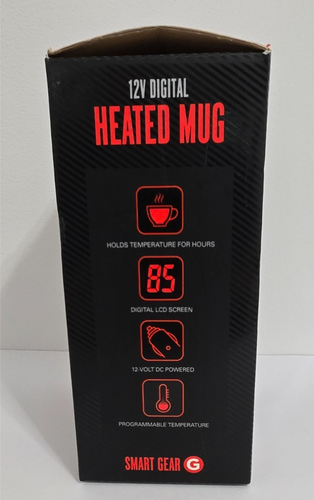 12V DIGITAL
HEATED MUG
HOLDS TEMPERATURE FOR HOURS
85
DIGITAL LCD SCREEN
12-VOLT DC POWERED
PROGRAMMABLE TEMPERATURE
SMART GEAR G